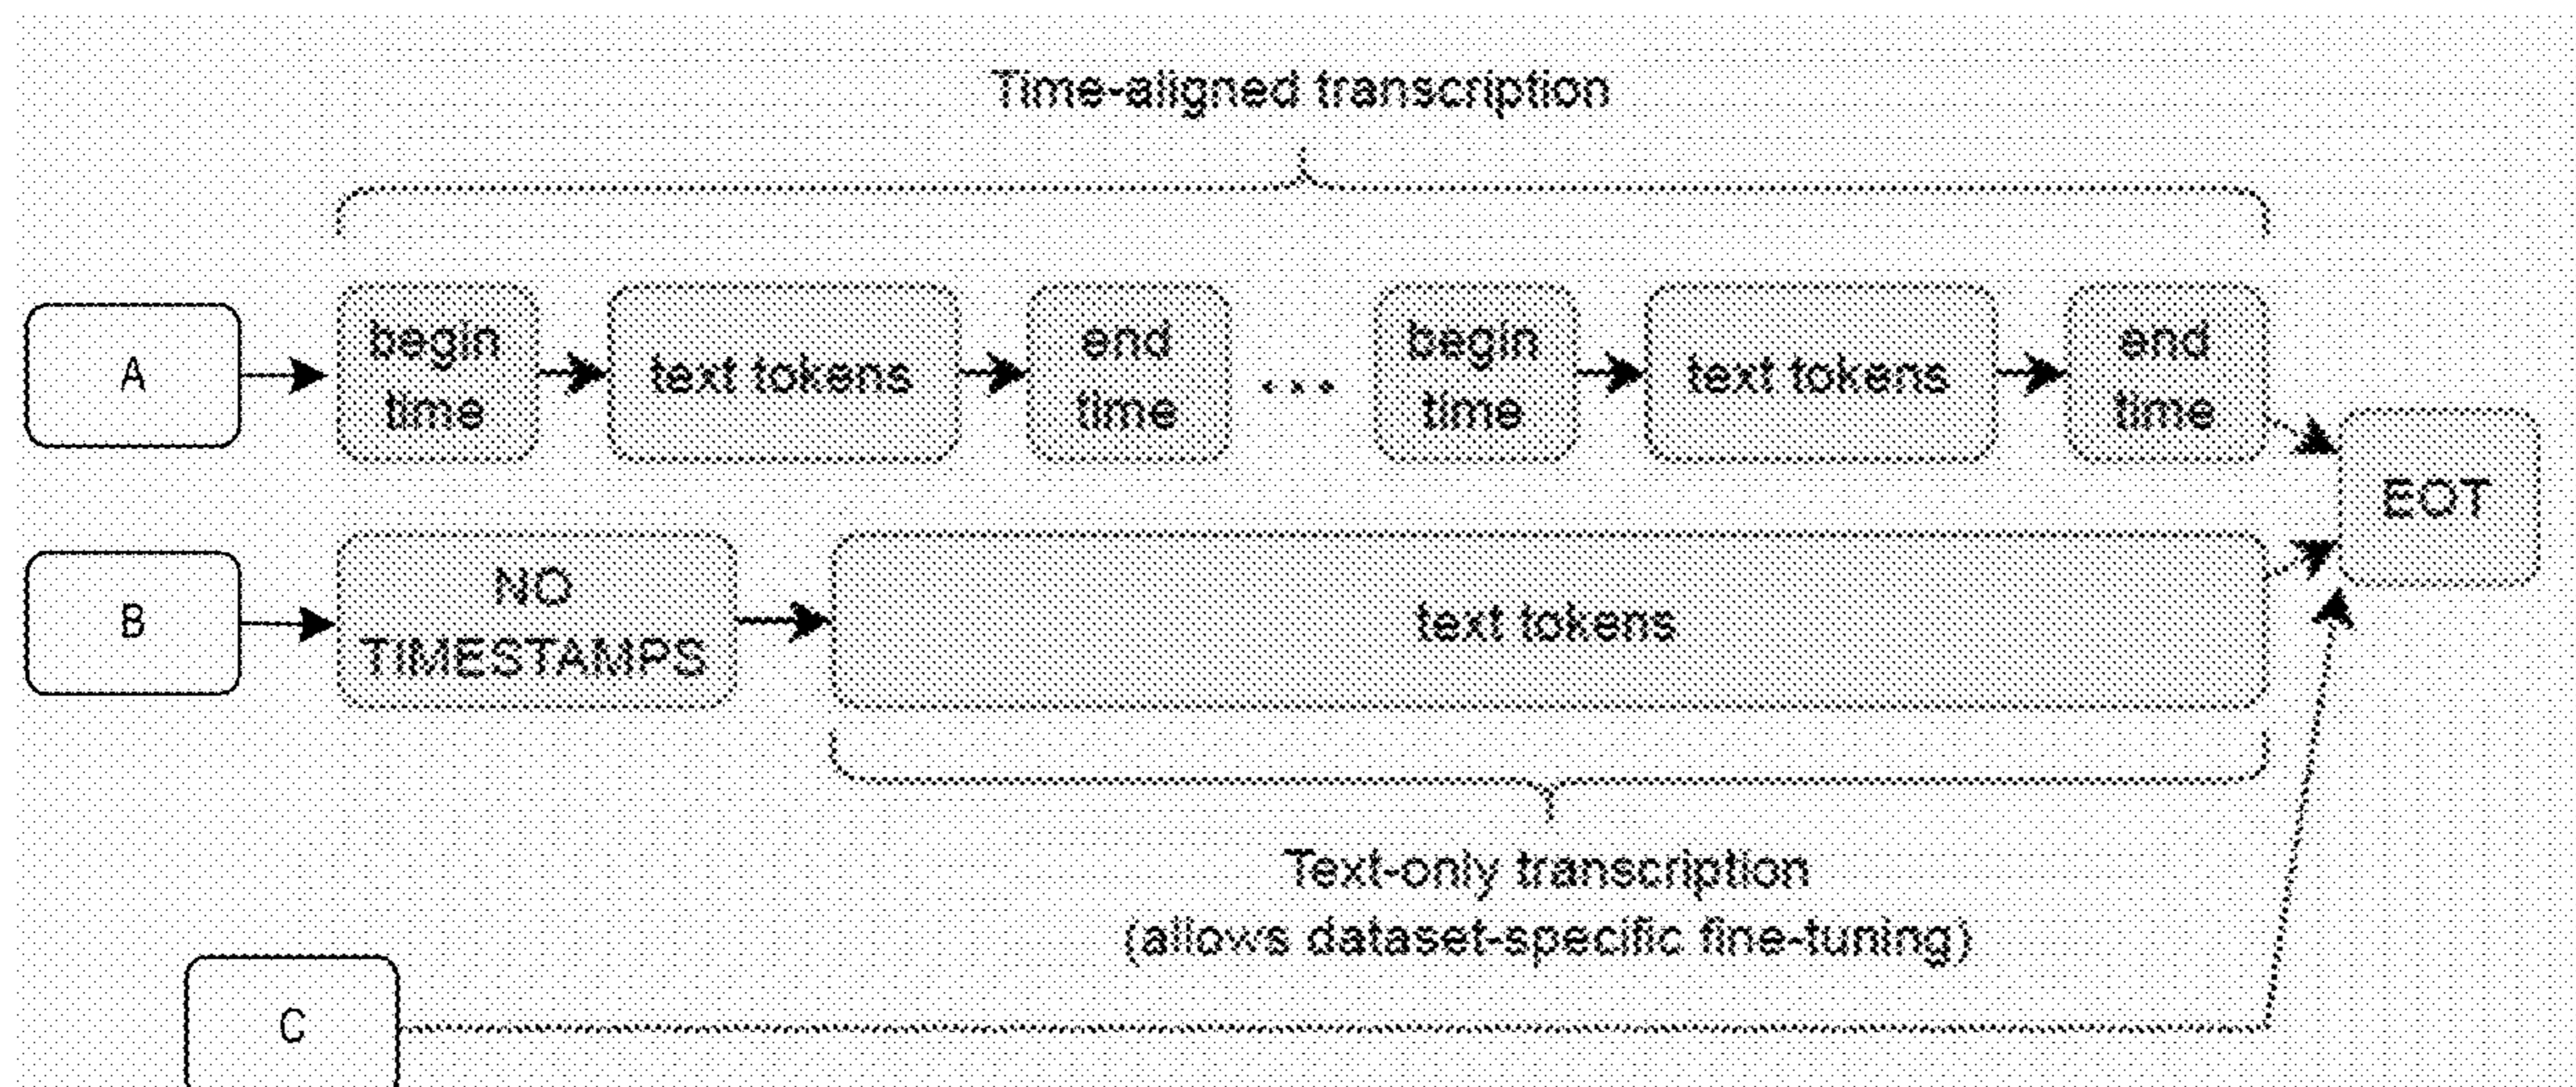 Time-aligned transcription
A
begin
time
text tokens
end
time
...
begin
time
text tokens
end
time
EOT
B
NO
TIMESTAMPS
text tokens
Text-only transcription
(allows dataset-specific fine-tuning)
C